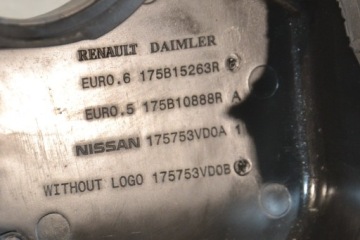 RENAULT DAIMLER
EURO.6 175B15263R
EURO.5 175B10888R A
NISSAN 175753VD0A 1
WITHOUT LOGO 175753VD0B